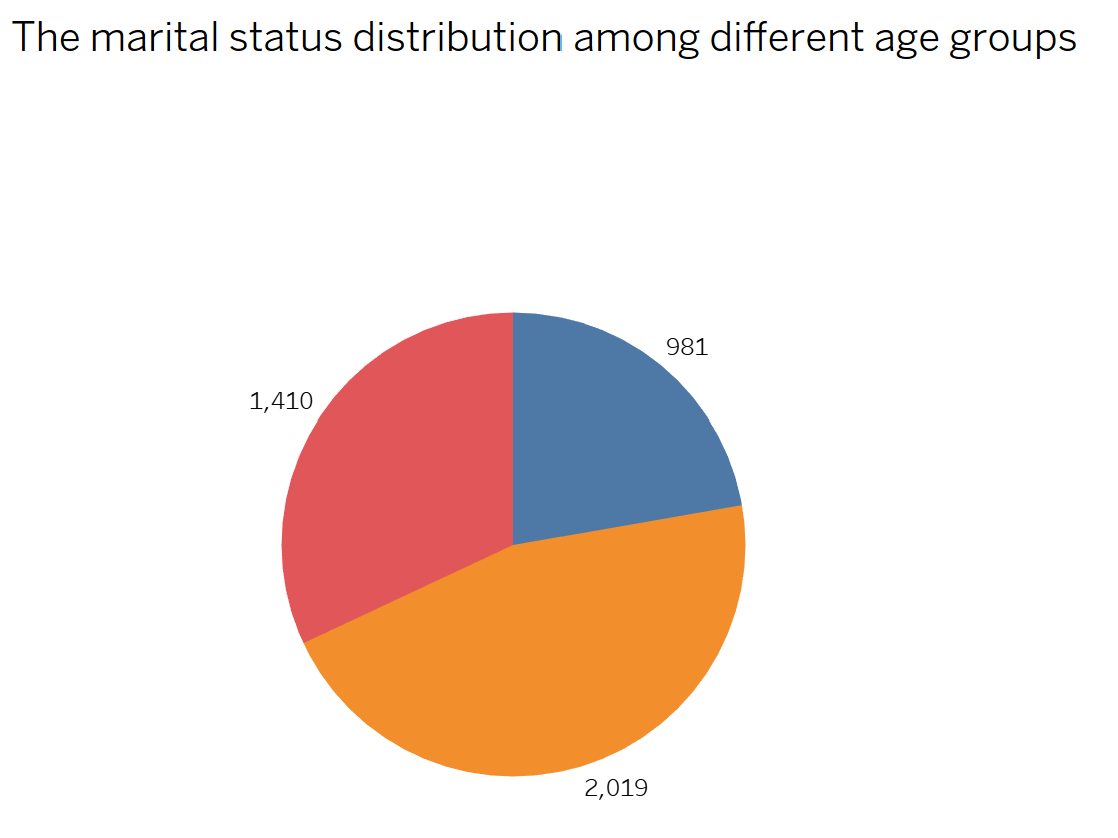 The marital status distribution among different age groups
981
1,410
2,019